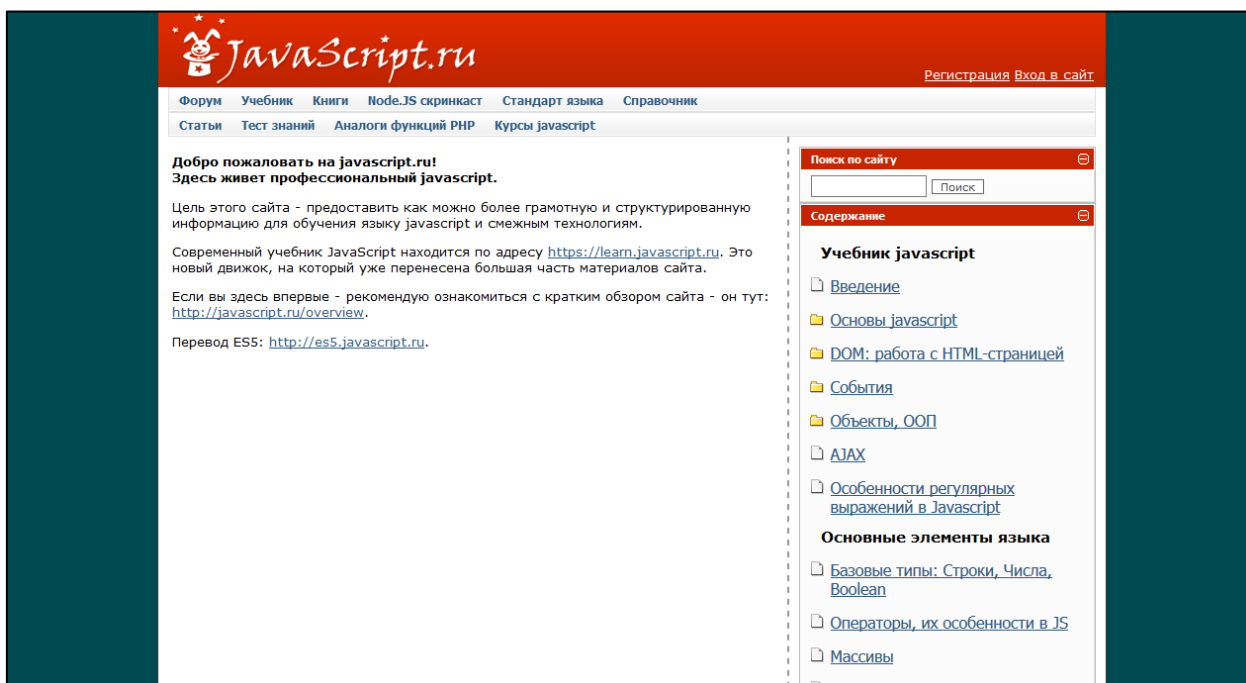 JavaScript.ru
Регистрация Вход в сайт
Форум Учебник Книги Node.JS скринкаст Стандарт языка Справочник
Статьи Тест знаний Аналоги функций PHP Курсы javascript
Добро пожаловать на javascript.ru!
Здесь живет профессиональный javascript.
Цель этого сайта - предоставить как можно более грамотную и структурированную
информацию для обучения языку javascript и смежным технологиям.
Современный учебник JavaScript находится по адресу https://learn.javascript.ru. Это
новый движок, на который уже перенесена большая часть материалов сайта.
Если вы здесь впервые - рекомендую ознакомиться с кратким обзором сайта - он тут:
http://javascript.ru/overview.
Перевод ES5: http://es5.javascript.ru.
Поиск по сайту
Поиск
Содержание
Учебник javascript
Введение
Основы javascript
DOM: работа с HTML-страницей
События
Объекты, ООП
AJAX
Особенности регулярных
выражений в Javascript
Основные элементы языка
Базовые типы: Строки, Числа,
Boolean
Операторы, их особенности в JS
Массивы